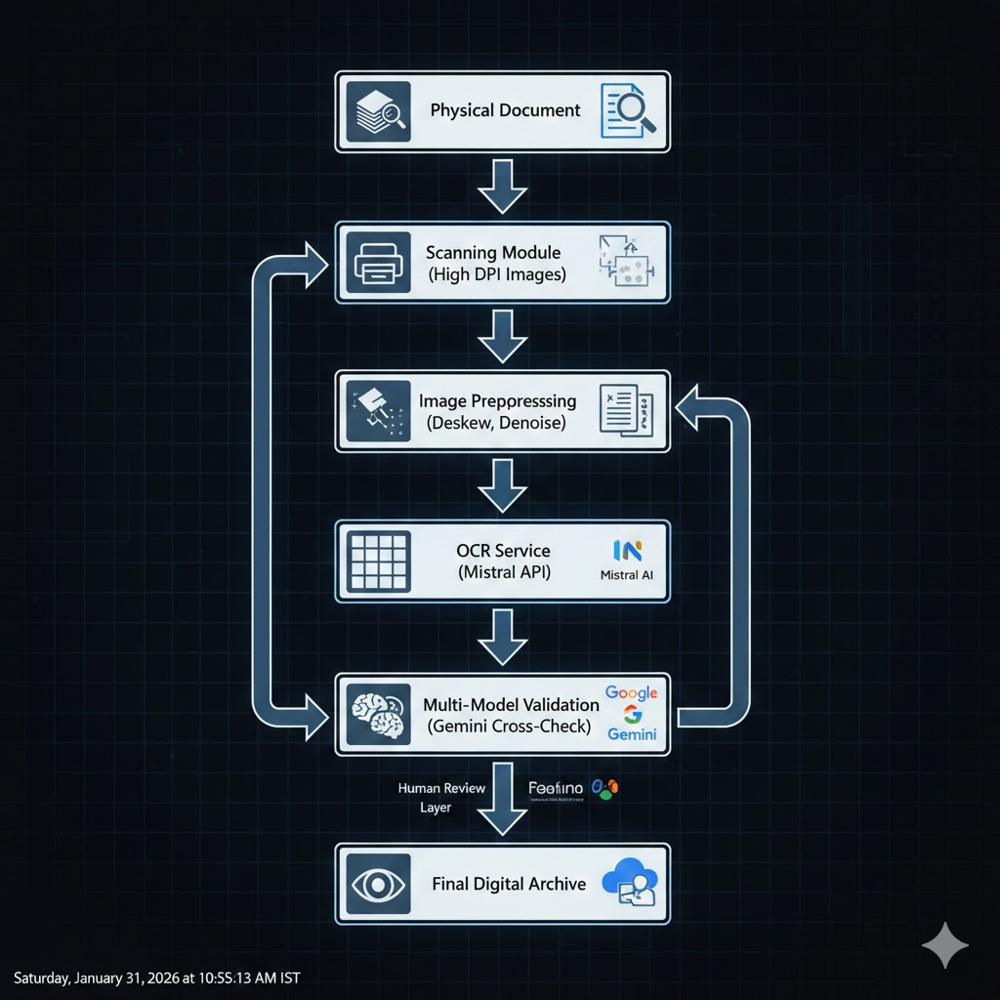 Physical Document
Scanning Module
(High DPI Images)
Image Preppresssing
(Deskew, Denoise)
OCR Service
(Mistral API)
Mistral AI
Multi-Model Validation
(Gemini Cross-Check)
Google
Gemini
Human Review
Layer
Final Digital Archive
Saturday, January 31, 2026 at 10:55:13 AM IST